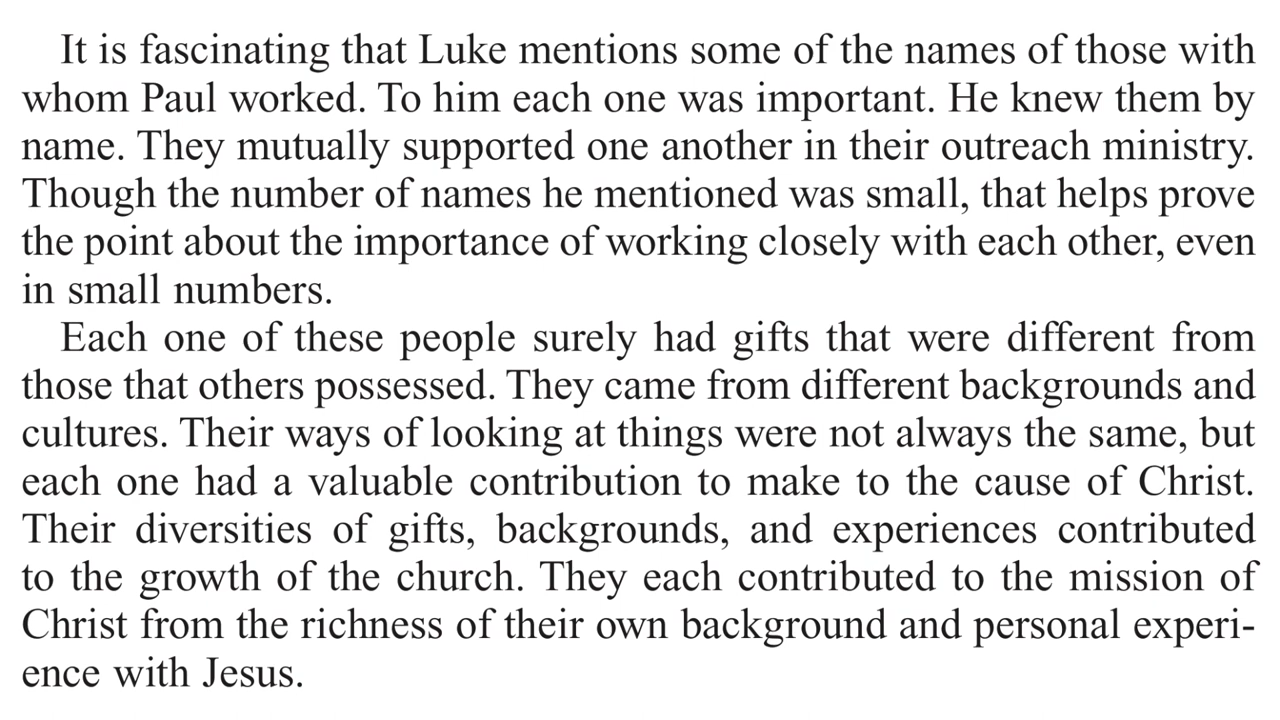 It is fascinating that Luke mentions some of the names of those with
whom Paul worked. To him each one was important. He knew them by
name. They mutually supported one another in their outreach ministry.
Though the number of names he mentioned was small, that helps prove
the point about the importance of working closely with each other, even
in small numbers.
Each one of these people surely had gifts that were different from
those that others possessed. They came from different backgrounds and
cultures. Their ways of looking at things were not always the same, but
each one had a valuable contribution to make to the cause of Christ.
Their diversities of gifts, backgrounds, and experiences contributed
to the growth of the church. They each contributed to the mission of
Christ from the richness of their own background and personal experi-
ence with Jesus.